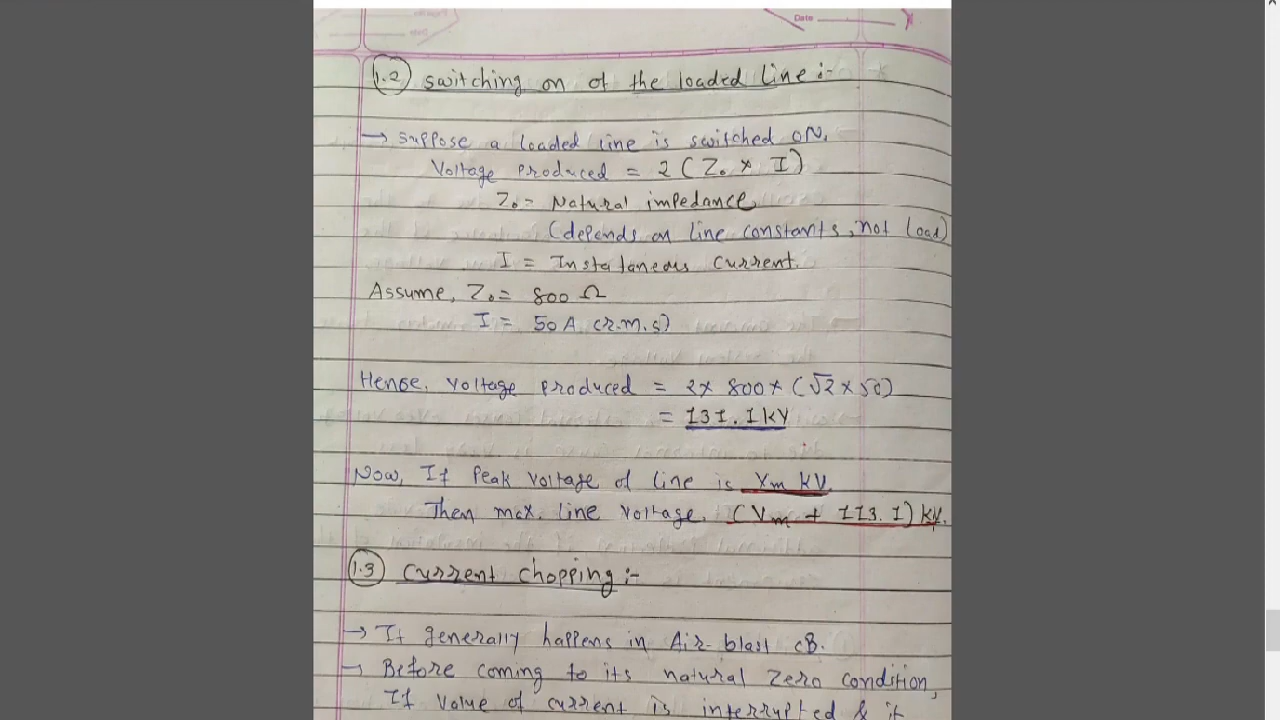 Date
1.2 Switching on of the loaded line :-
→ Suppose a loaded line is switched ON.
Voltage produced = 2 (Z₀ × I)
Z₀ = Natural impedance
(depends on line constants, not load)
I = Instataneous current.
Assume, Z₀ = 800 Ω
I = 50 A (r.m.s)
Hense, voltage produced = 2 × 800 × (√2 × 50)
= 131.1 kV
Now, If peak voltage of line is Vm kV
Then max. line voltage, (Vm + 113.1) kV.
1.3 Current chopping :-
→ It generally happens in Air-blast CB.
→ Before coming to its natural zero condition,
If value of current is interrupted & it